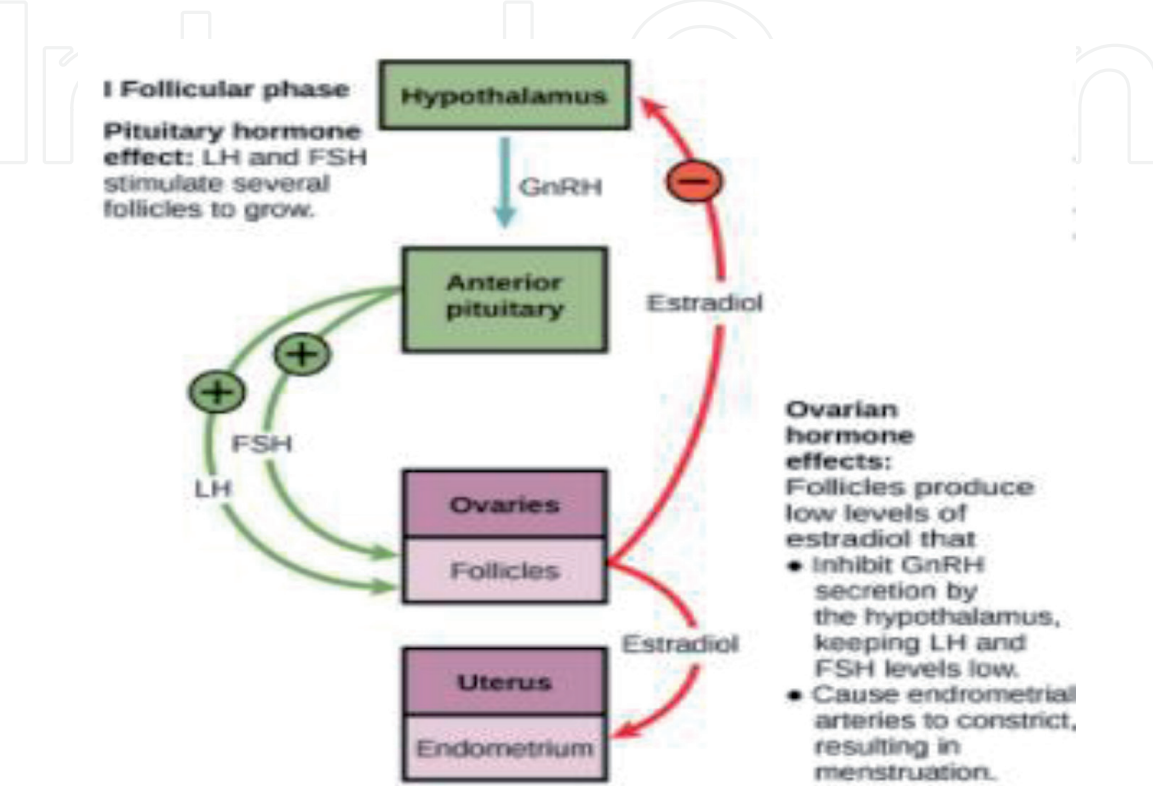 I Follicular phase
Pituitary hormone
effect: LH and FSH
stimulate several
follicles to grow.
Hypothalamus
GnRH
Anterior
pituitary
Estradiol
FSH
LH
Ovaries
Follicles
Estradiol
Uterus
Endometrium
Ovarian
hormone
effects:
Follicles produce
low levels of
estradiol that
● Inhibit GnRH
secretion by
the hypothalamus,
keeping LH and
FSH levels low.
● Cause endrometrial
arteries to constrict,
resulting in
menstruation.